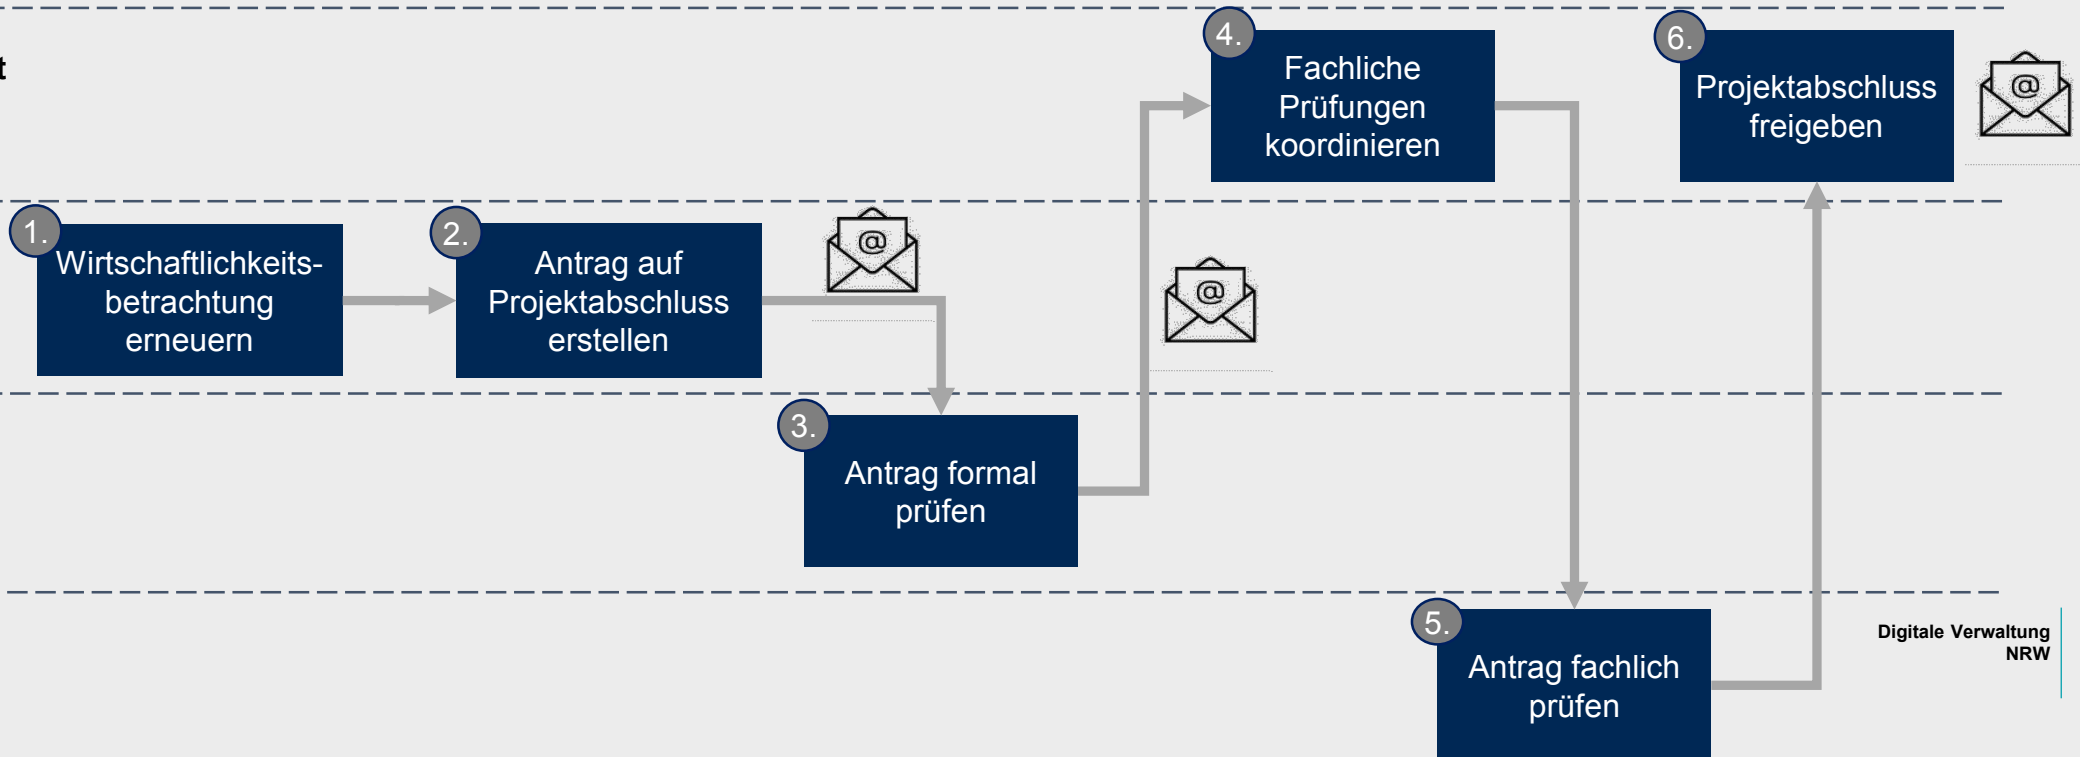 t
1.
Wirtschaftlichkeits-
betrachtung
erneuern
2.
Antrag auf
Projektabschluss
erstellen
@
3.
Antrag formal
prüfen
@
4.
Fachliche
Prüfungen
koordinieren
5.
Antrag fachlich
prüfen
6.
Projektabschluss
freigeben
@
Digitale Verwaltung
NRW